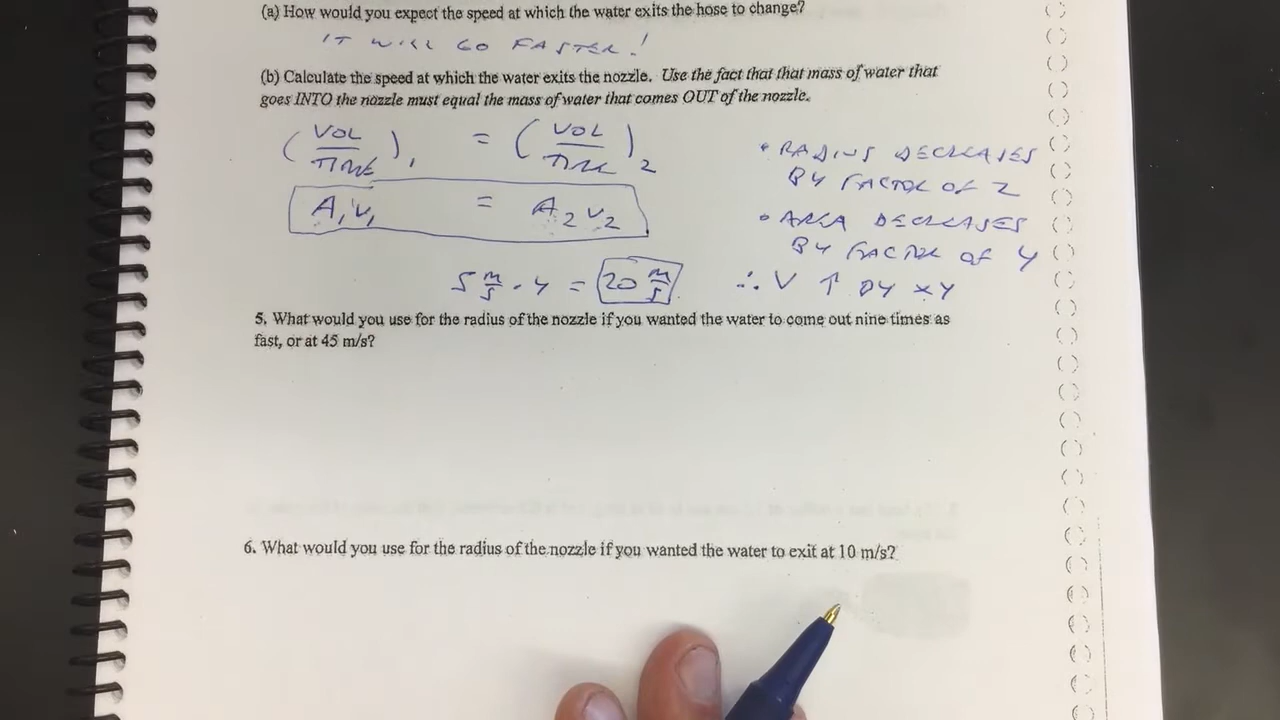 (a) How would you expect the speed at which the water exits the hose to change?
IT WILL GO FASTER!
(b) Calculate the speed at which the water exits the nozzle. Use the fact that that mass of water that
goes INTO the nozzle must equal the mass of water that comes OUT of the nozzle.
(VOL/TIME)₁ = (VOL/TIME)₂
A₁V₁ = A₂V₂
5 m/s · 4 = 20 m/s
• RADIUS DECREASES
BY FACTOR OF 2
• AREA DECREASES
BY FACTOR OF 4
∴ V ↑ BY ×4
5. What would you use for the radius of the nozzle if you wanted the water to come out nine times as
fast, or at 45 m/s?
6. What would you use for the radius of the nozzle if you wanted the water to exit at 10 m/s?